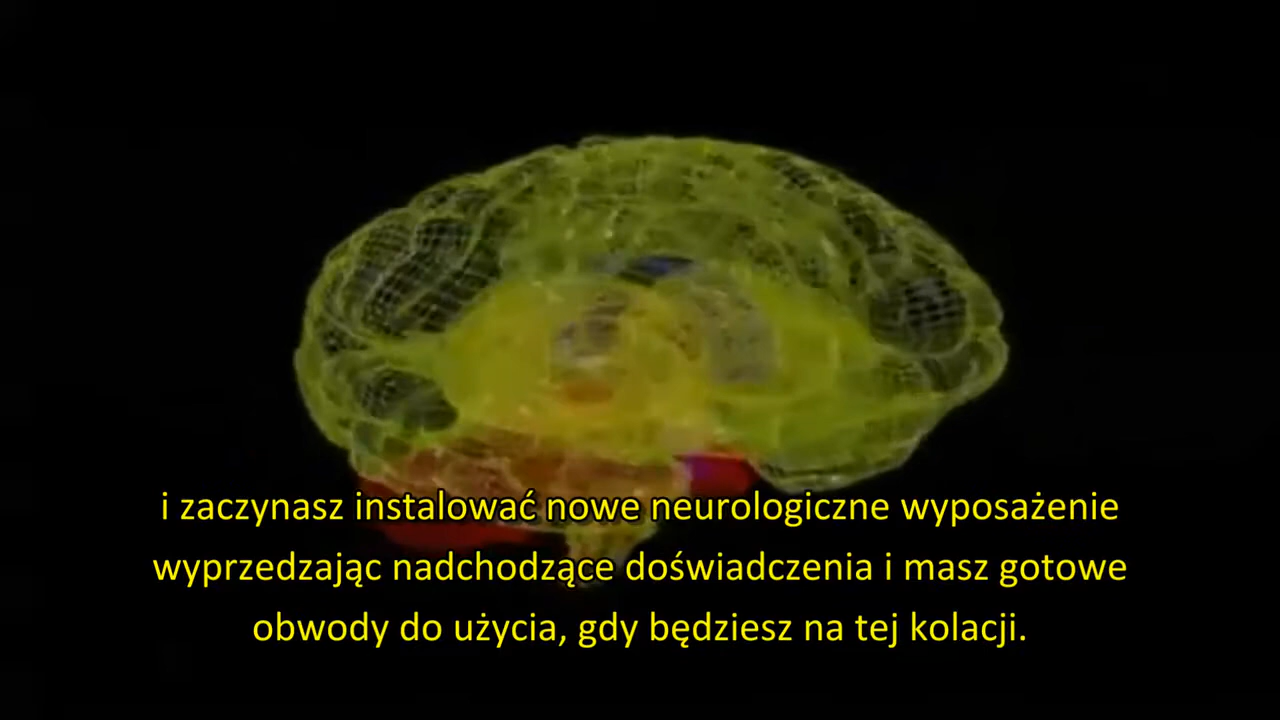 i zaczynasz instalować nowe neurologiczne wyposażenie
wyprzedzając nadchodzące doświadczenia i masz gotowe
obwody do użycia, gdy będziesz na tej kolacji.